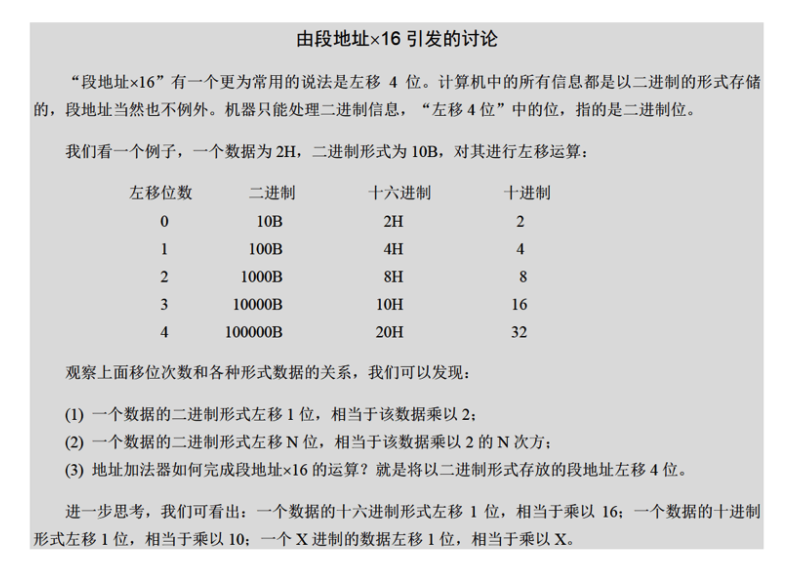 由段地址×16 引发的讨论
“段地址×16”有一个更为常用的说法是左移 4 位。计算机中的所有信息都是以二进制的形式存储
的，段地址当然也不例外。机器只能处理二进制信息，“左移 4 位”中的位，指的是二进制位。
我们看一个例子，一个数据为 2H，二进制形式为 10B，对其进行左移运算：
左移位数 二进制 十六进制 十进制
0 10B 2H 2
1 100B 4H 4
2 1000B 8H 8
3 10000B 10H 16
4 100000B 20H 32
观察上面移位次数和各种形式数据的关系，我们可以发现：
(1) 一个数据的二进制形式左移 1 位，相当于该数据乘以 2；
(2) 一个数据的二进制形式左移 N 位，相当于该数据乘以 2 的 N 次方；
(3) 地址加法器如何完成段地址×16 的运算？就是将以二进制形式存放的段地址左移 4 位。
进一步思考，我们可看出：一个数据的十六进制形式左移 1 位，相当于乘以 16；一个数据的十进制
形式左移 1 位，相当于乘以 10；一个 X 进制的数据左移 1 位，相当于乘以 X。